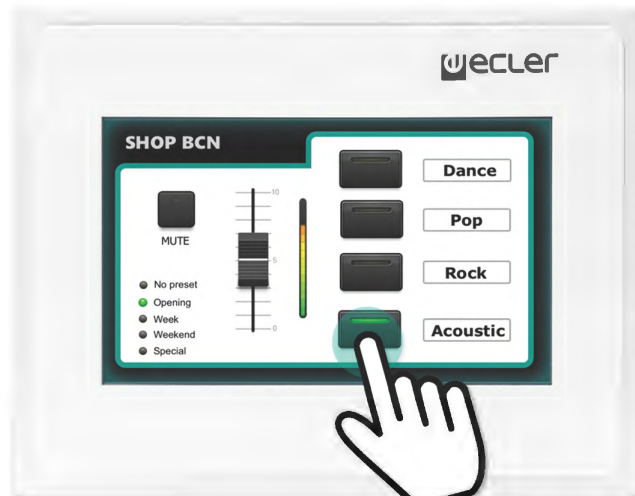 ecler
SHOP BCN
MUTE
No preset
Opening
Week
Weekend
Special
10
5
0
Dance
Pop
Rock
Acoustic